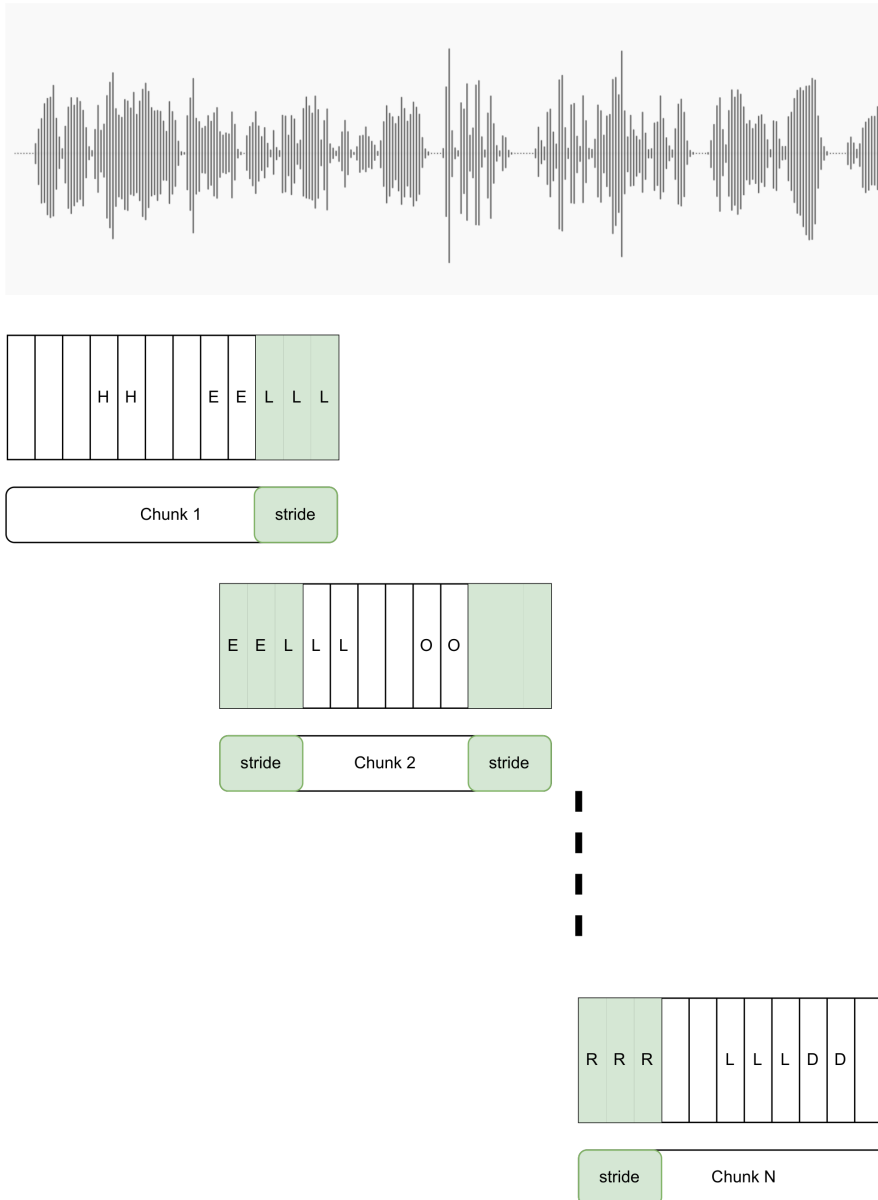 H H E E L L L
Chunk 1 stride
E E L L L O O
stride Chunk 2 stride
R R R L L L D D
stride Chunk N